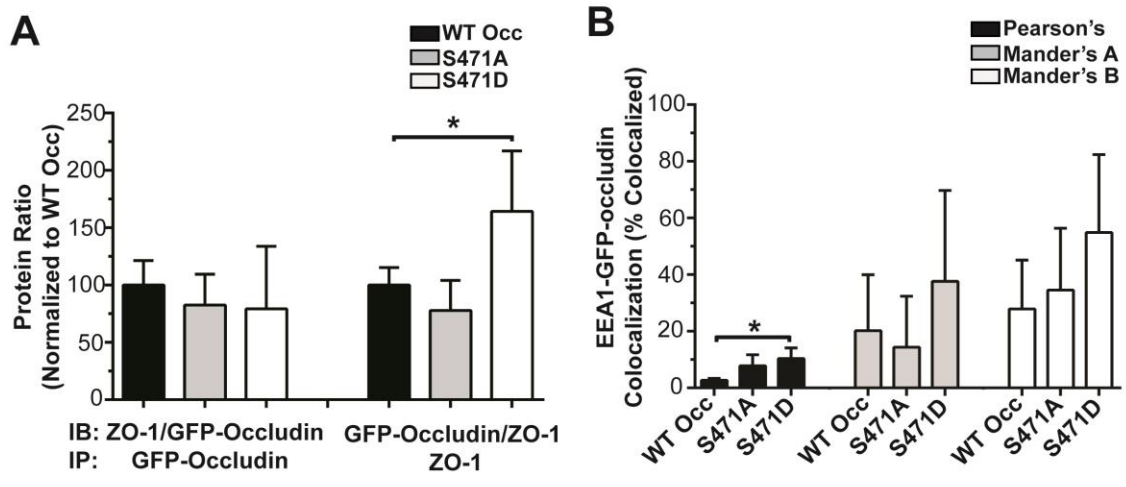 A
WT Occ
S471A
S471D
Protein Ratio
(Normalized to WT Occ)
250
200
150
100
50
0
*
IB: ZO-1/GFP-Occludin GFP-Occludin/ZO-1
IP: GFP-Occludin ZO-1
B
Pearson's
Mander's A
Mander's B
EEA1-GFP-occludin
Colocalization (% Colocalized)
100
80
60
40
20
0
*
WT Occ S471A S471D WT Occ S471A S471D WT Occ S471A S471D